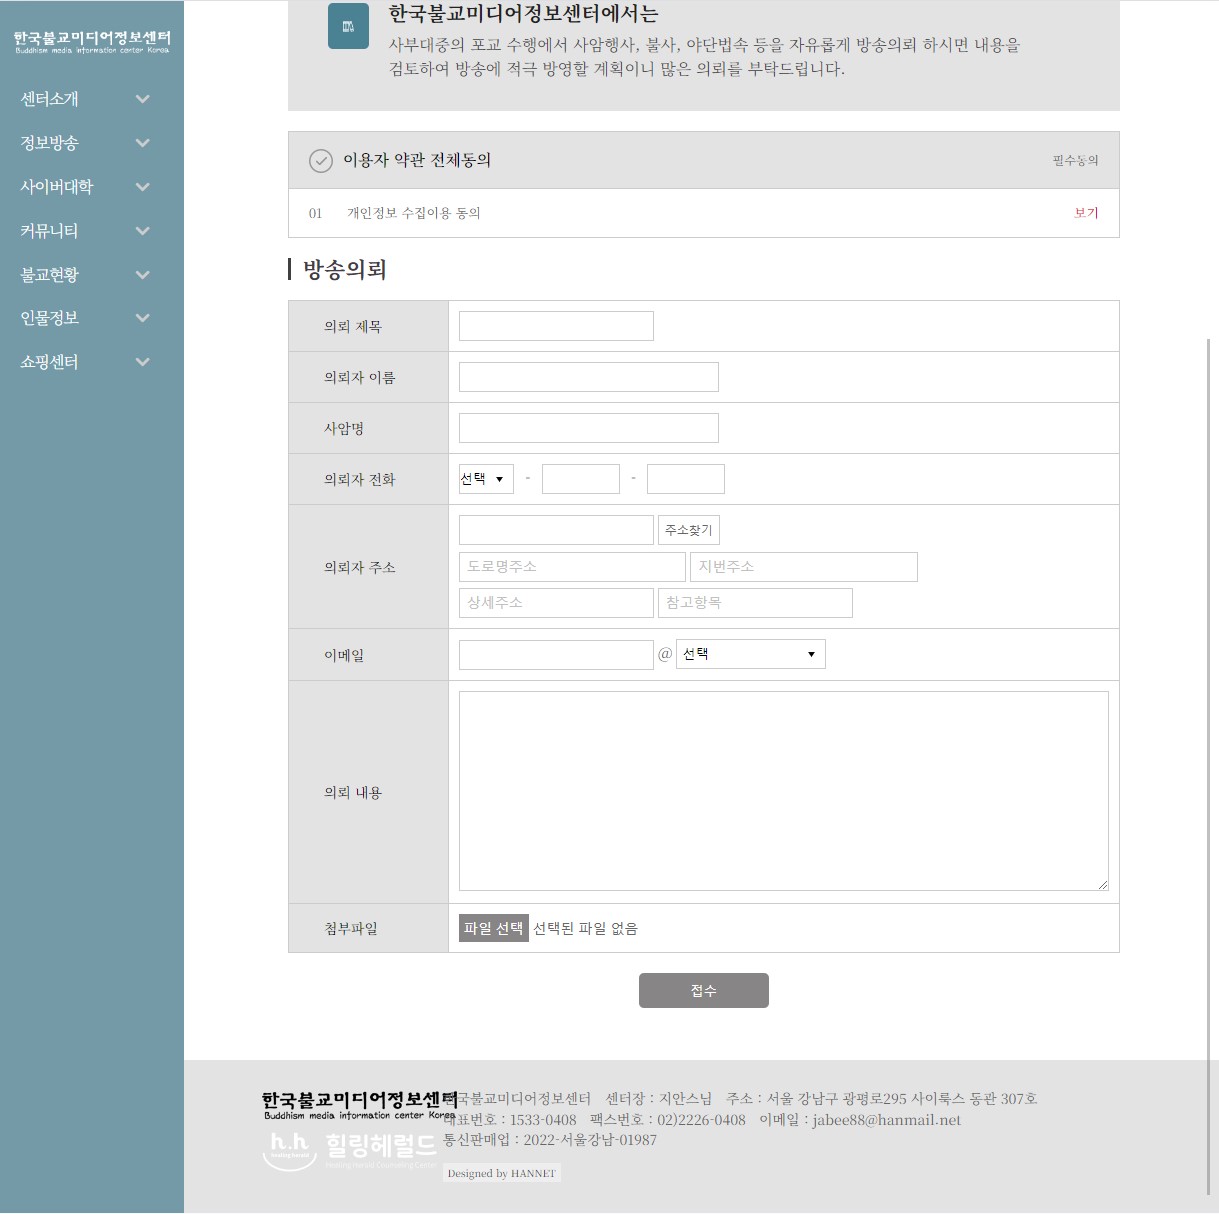 한국불교미디어정보센터
Buddhism media information center Korea
센터소개
정보방송
사이버대학
커뮤니티
불교현황
인물정보
쇼핑센터
한국불교미디어정보센터에서는
사부대중의 포교 수행에서 사암행사, 불사, 야단법속 등을 자유롭게 방송의뢰 하시면 내용을
검토하여 방송에 적극 방영할 계획이니 많은 의뢰를 부탁드립니다.
이용자 약관 전체동의 필수동의
01 개인정보 수집이용 동의 보기
방송의뢰
의뢰 제목
의뢰자 이름
사암명
의뢰자 전화 선택 - -
의뢰자 주소 주소찾기
도로명주소 지번주소
상세주소 참고항목
이메일 @ 선택
의뢰 내용
첨부파일 파일 선택 선택된 파일 없음
접수
한국불교미디어정보센터
Buddhism media information center Korea
h.h 힐링헤럴드
Healing Herald Counseling Center
한국불교미디어정보센터 센터장 : 지안스님 주소 : 서울 강남구 광평로295 사이룩스 동관 307호
대표번호 : 1533-0408 팩스번호 : 02)2226-0408 이메일 : jabee88@hanmail.net
통신판매업 : 2022-서울강남-01987
Designed by HANNET